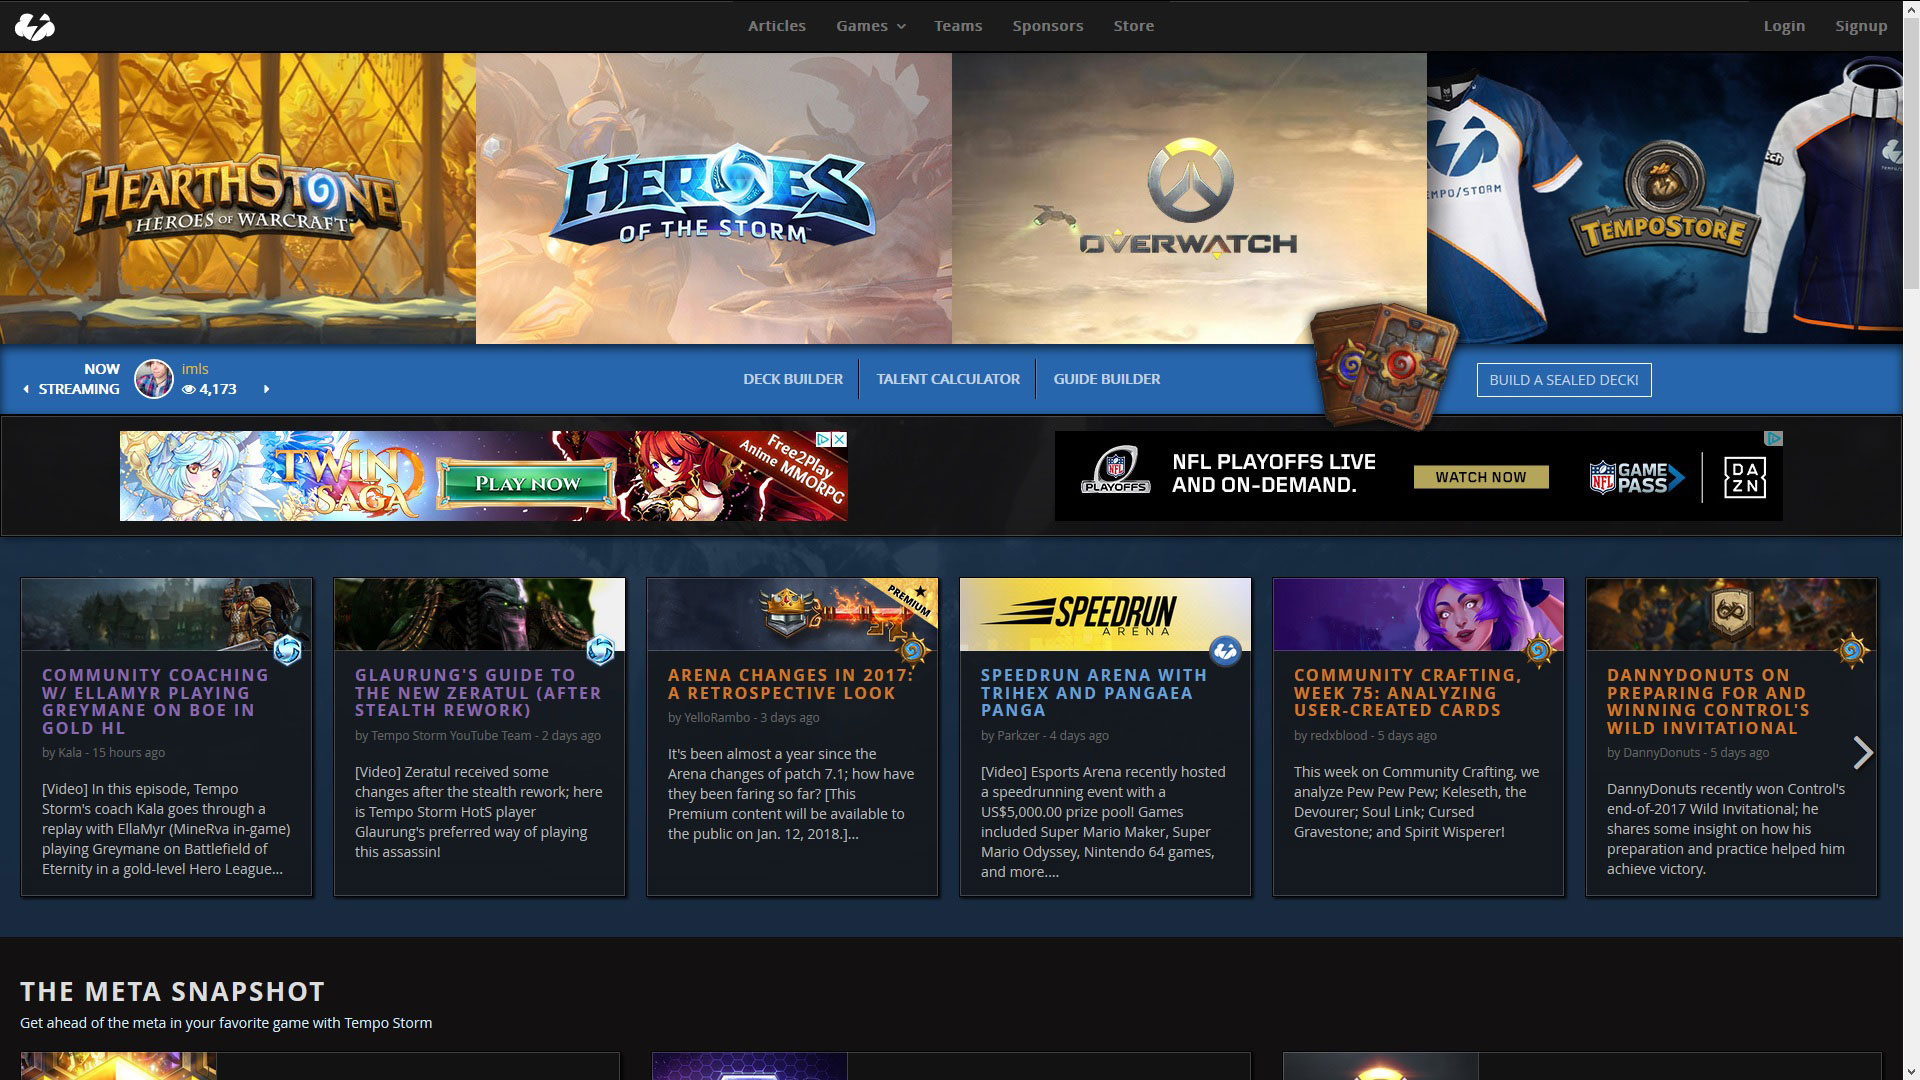 Articles Games Teams Sponsors Store Login Signup
HEARTHSTONE
HEROES OF WARCRAFT
HEROES
OF THE STORM
OVERWATCH
TEMPO/STORM
TEMPOSTORE
NOW
STREAMING
imls
4,173
DECK BUILDER
TALENT CALCULATOR
GUIDE BUILDER
BUILD A SEALED DECK!
TWIN
SAGA
PLAY NOW
Free2Play
Anime MMORPG
NFL
PLAYOFFS
NFL PLAYOFFS LIVE
AND ON-DEMAND.
WATCH NOW
NFL
GAME
PASS
DA
ZN
COMMUNITY COACHING
W/ ELLAMYR PLAYING
GREYMANE ON BOE IN
GOLD HL
by Kala - 15 hours ago
[Video] In this episode, Tempo
Storm's coach Kala goes through a
replay with EllaMyr (MineRva in-game)
playing Greymane on Battlefield of
Eternity in a gold-level Hero League...
GLAURUNG'S GUIDE TO
THE NEW ZERATUL (AFTER
STEALTH REWORK)
by Tempo Storm YouTube Team - 2 days ago
[Video] Zeratul received some
changes after the stealth rework; here
is Tempo Storm HotS player
Glaurung's preferred way of playing
this assassin!
PREMIUM
ARENA CHANGES IN 2017:
A RETROSPECTIVE LOOK
by YelloRambo - 3 days ago
It's been almost a year since the
Arena changes of patch 7.1; how have
they been faring so far? [This
Premium content will be available to
the public on Jan. 12, 2018.]...
SPEEDRUN
ARENA
SPEEDRUN ARENA WITH
TRIHEX AND PANGAEA
PANGA
by Parkzer - 4 days ago
[Video] Esports Arena recently hosted
a speedrunning event with a
US$5,000.00 prize pool! Games
included Super Mario Maker, Super
Mario Odyssey, Nintendo 64 games,
and more....
COMMUNITY CRAFTING,
WEEK 75: ANALYZING
USER-CREATED CARDS
by redxblood - 5 days ago
This week on Community Crafting, we
analyze Pew Pew Pew; Keleseth, the
Devourer; Soul Link; Cursed
Gravestone; and Spirit Wisperer!
DANNYDONUTS ON
PREPARING FOR AND
WINNING CONTROL'S
WILD INVITATIONAL
by DannyDonuts - 5 days ago
DannyDonuts recently won Control's
end-of-2017 Wild Invitational; he
shares some insight on how his
preparation and practice helped him
achieve victory.
THE META SNAPSHOT
Get ahead of the meta in your favorite game with Tempo Storm